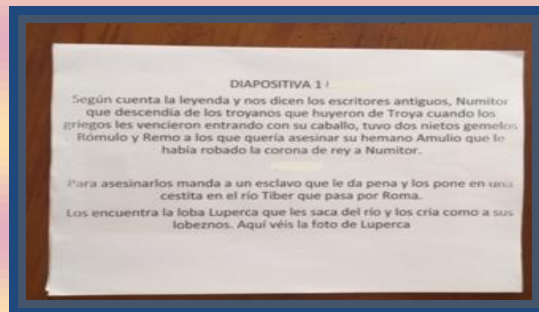 DIAPOSITIVA 1
Según cuenta la leyenda y nos dicen los escritores antiguos, Numitor
que descendía de los troyanos que huyeron de Troya cuando los
griegos les vencieron entrando con su caballo, tuvo dos nietos gemelos
Rómulo y Remo a los que quería asesinar su hemano Amulio que le
había robado la corona de rey a Numitor.
Para asesinarlos manda a un esclavo que le da pena y los pone en una
cestita en el río Tiber que pasa por Roma.
Los encuentra la loba Luperca que les saca del río y los cria como a sus
lobeznos. Aquí véis la foto de Luperca